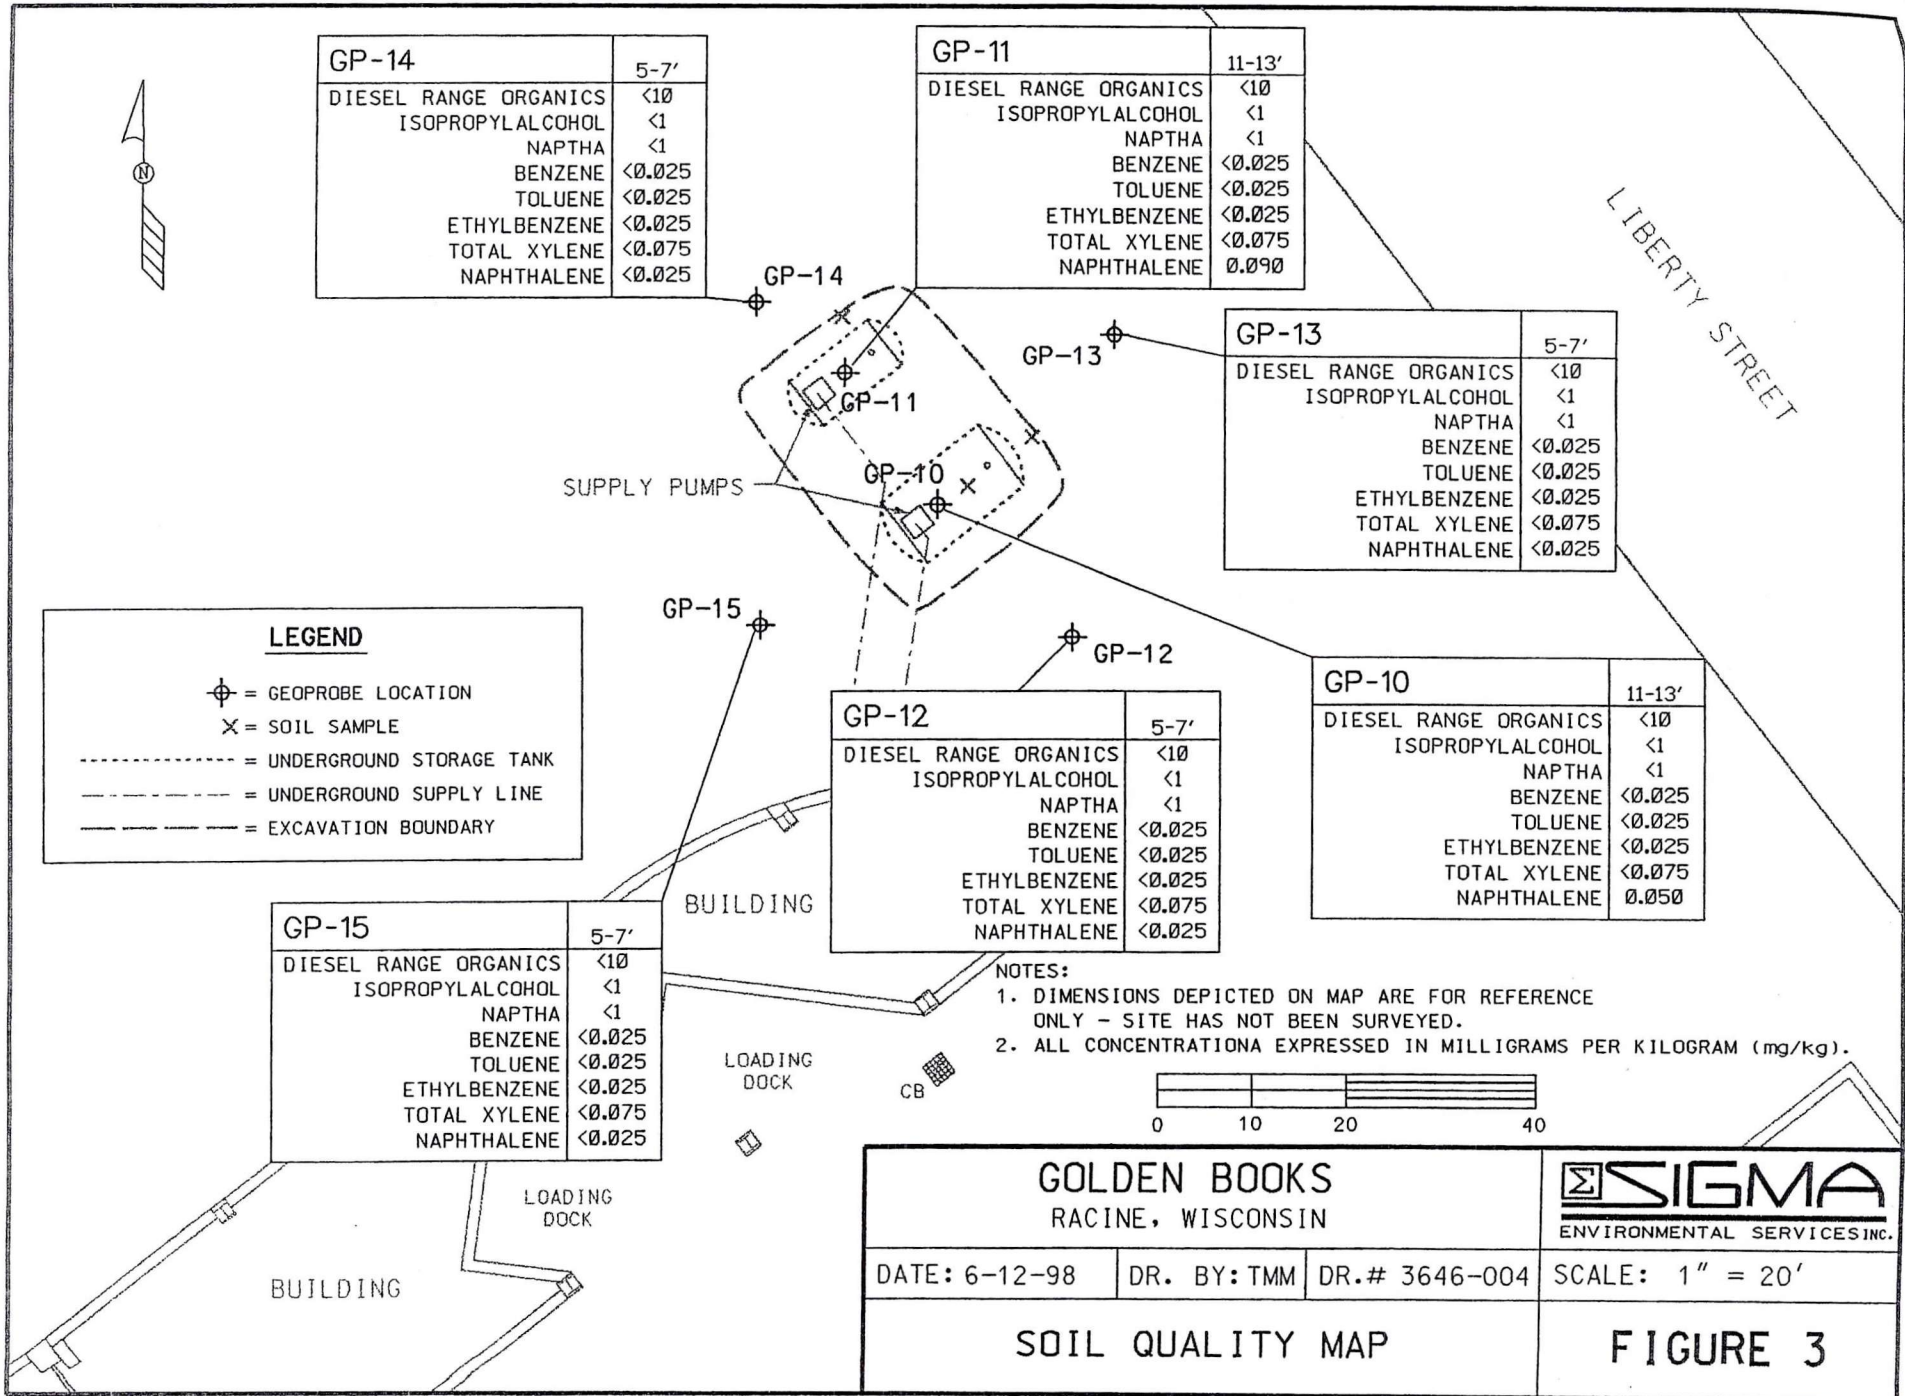 GP-14 5-7'
DIESEL RANGE ORGANICS <10
ISOPROPYLALCOHOL <1
NAPTHA <1
BENZENE <0.025
TOLUENE <0.025
ETHYLBENZENE <0.025
TOTAL XYLENE <0.075
NAPHTHALENE <0.025
GP-11 11-13'
DIESEL RANGE ORGANICS <10
ISOPROPYLALCOHOL <1
NAPTHA <1
BENZENE <0.025
TOLUENE <0.025
ETHYLBENZENE <0.025
TOTAL XYLENE <0.075
NAPHTHALENE 0.090
N
LIBERTY STREET
GP-14
GP-13
GP-11
GP-10
SUPPLY PUMPS
GP-13 5-7'
DIESEL RANGE ORGANICS <10
ISOPROPYLALCOHOL <1
NAPTHA <1
BENZENE <0.025
TOLUENE <0.025
ETHYLBENZENE <0.025
TOTAL XYLENE <0.075
NAPHTHALENE <0.025
GP-15
GP-12
LEGEND
= GEOPROBE LOCATION
X = SOIL SAMPLE
= UNDERGROUND STORAGE TANK
= UNDERGROUND SUPPLY LINE
= EXCAVATION BOUNDARY
GP-12 5-7'
DIESEL RANGE ORGANICS <10
ISOPROPYLALCOHOL <1
NAPTHA <1
BENZENE <0.025
TOLUENE <0.025
ETHYLBENZENE <0.025
TOTAL XYLENE <0.075
NAPHTHALENE <0.025
GP-10 11-13'
DIESEL RANGE ORGANICS <10
ISOPROPYLALCOHOL <1
NAPTHA <1
BENZENE <0.025
TOLUENE <0.025
ETHYLBENZENE <0.025
TOTAL XYLENE <0.075
NAPHTHALENE 0.050
BUILDING
GP-15 5-7'
DIESEL RANGE ORGANICS <10
ISOPROPYLALCOHOL <1
NAPTHA <1
BENZENE <0.025
TOLUENE <0.025
ETHYLBENZENE <0.025
TOTAL XYLENE <0.075
NAPHTHALENE <0.025
NOTES:
1. DIMENSIONS DEPICTED ON MAP ARE FOR REFERENCE
ONLY - SITE HAS NOT BEEN SURVEYED.
2. ALL CONCENTRATIONA EXPRESSED IN MILLIGRAMS PER KILOGRAM (mg/kg).
LOADING
DOCK
CB
0 10 20 40
LOADING
DOCK
BUILDING
GOLDEN BOOKS
RACINE, WISCONSIN
Σ SIGMA
ENVIRONMENTAL SERVICES INC.
DATE: 6-12-98 DR. BY: TMM DR.# 3646-004 SCALE: 1" = 20'
SOIL QUALITY MAP
FIGURE 3